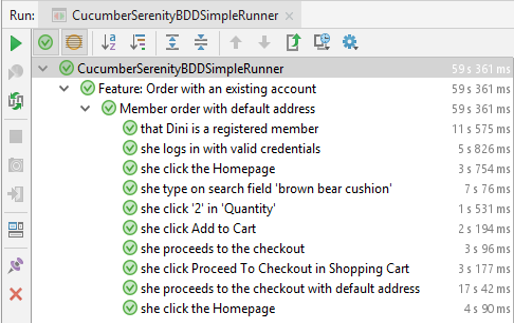 Run: CucumberSerenityBDDSimpleRunner
CucumberSerenityBDDSimpleRunner 59 s 361 ms
Feature: Order with an existing account 59 s 361 ms
Member order with default address 59 s 361 ms
that Dini is a registered member 11 s 575 ms
she logs in with valid credentials 5 s 826 ms
she click the Homepage 3 s 754 ms
she type on search field 'brown bear cushion' 7 s 76 ms
she click '2' in 'Quantity' 1 s 531 ms
she click Add to Cart 2 s 194 ms
she proceeds to the checkout 3 s 96 ms
she click Proceed To Checkout in Shopping Cart 3 s 177 ms
she proceeds to the checkout with default address 17 s 42 ms
she click the Homepage 4 s 90 ms